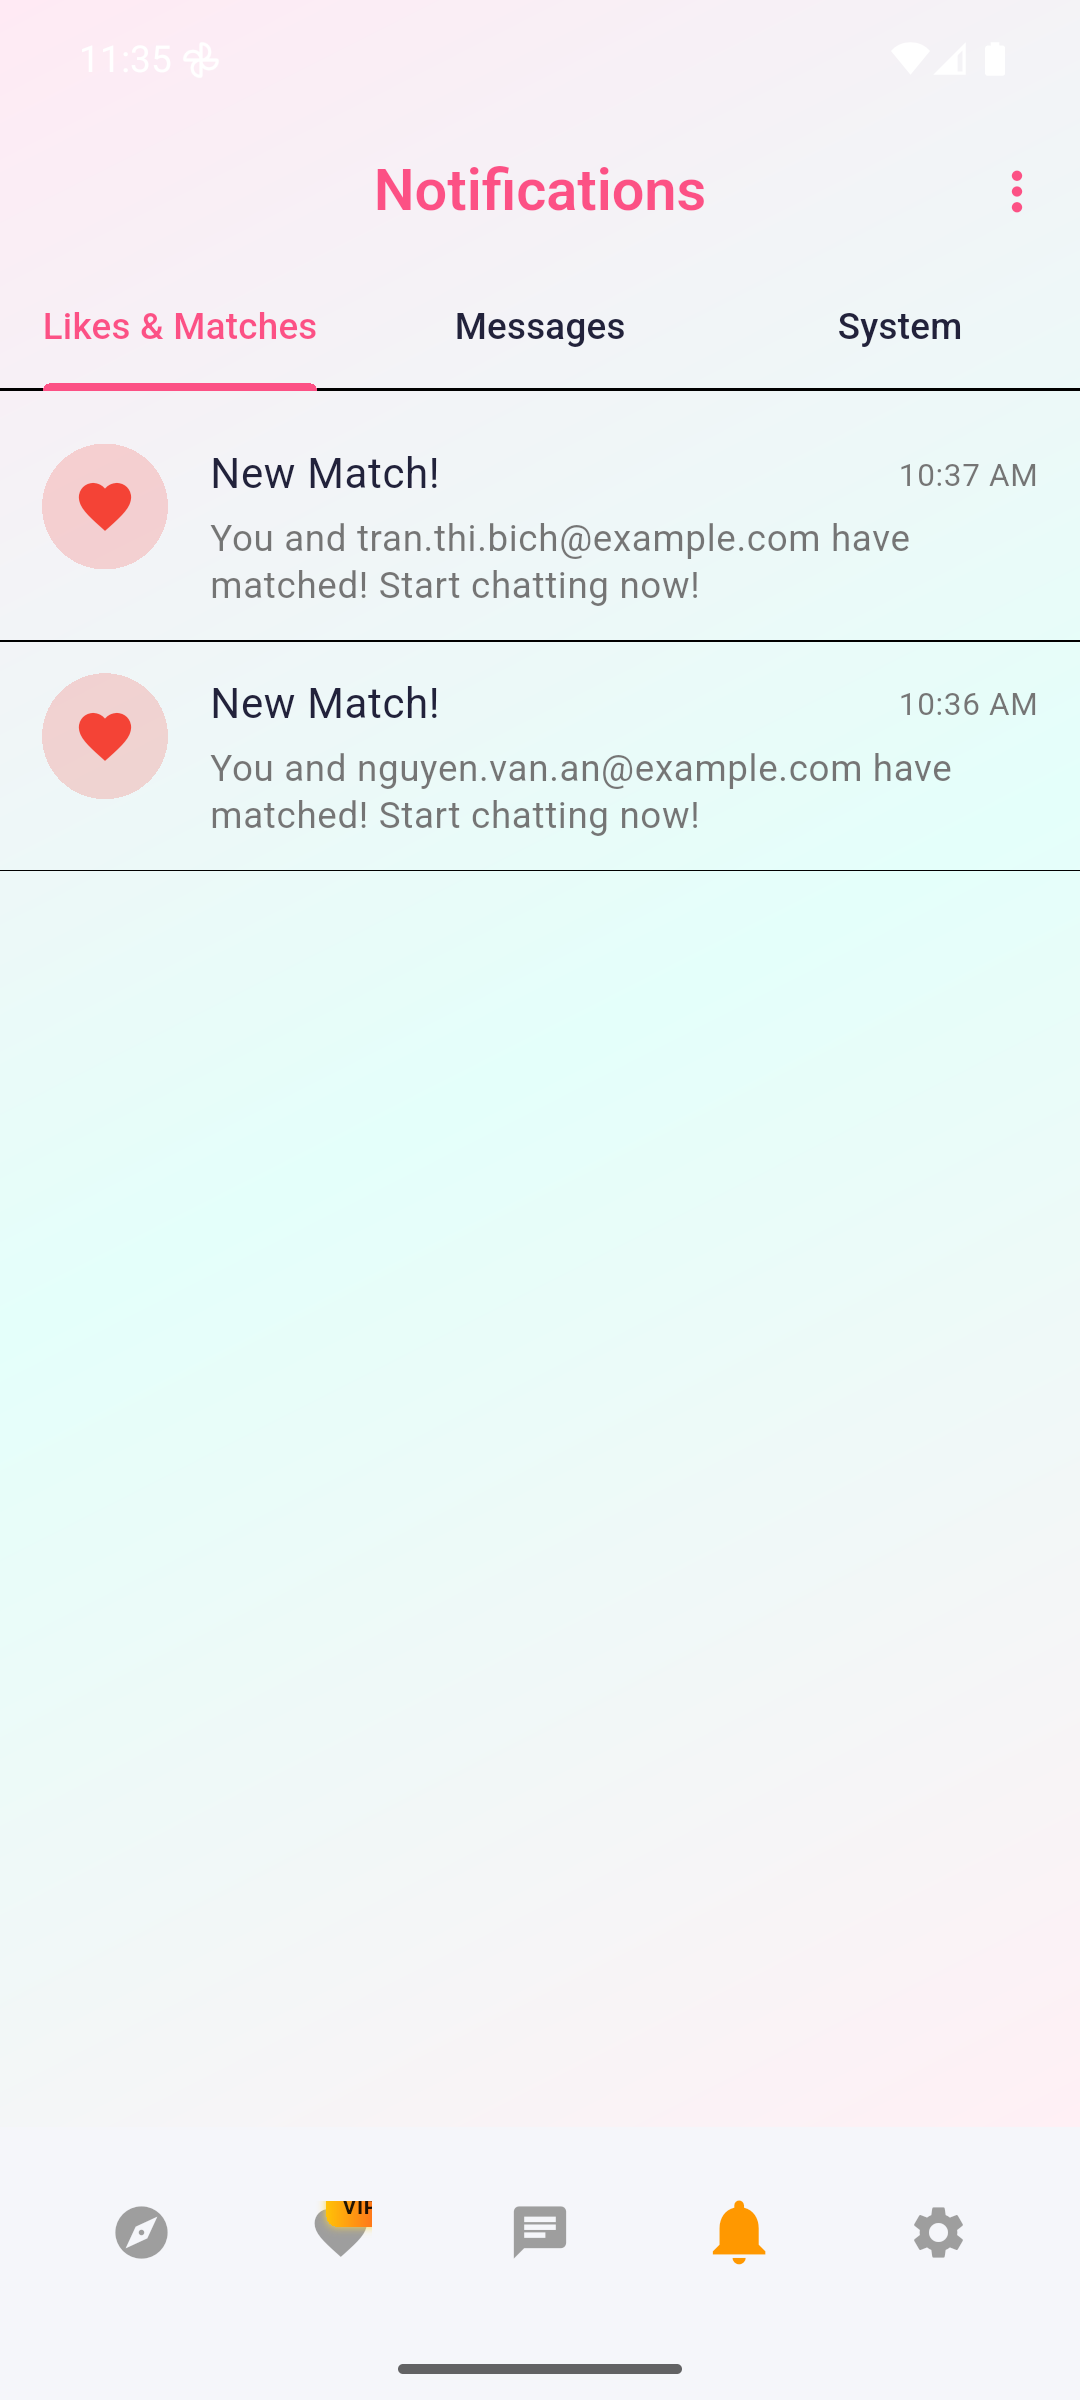 11:35
Notifications
Likes & Matches
Messages
System
New Match!
10:37 AM
You and tran.thi.bich@example.com have
matched! Start chatting now!
New Match!
10:36 AM
You and nguyen.van.an@example.com have
matched! Start chatting now!
VIP